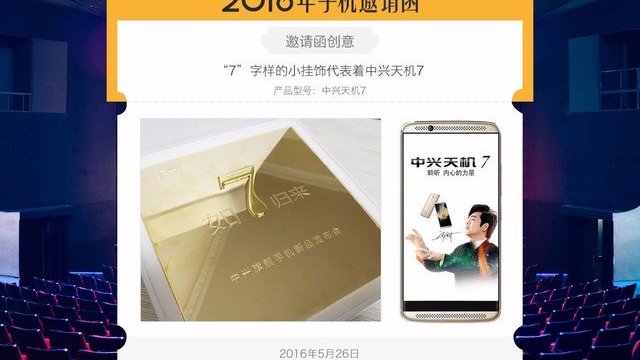 2016年手机邀请函
邀请函创意
“7”字样的小挂饰代表着中兴天机7
产品型号：中兴天机7
如7归来
中兴旗舰手机新品发布会
中兴天机 7
聆听 内心的力量
2016年5月26日